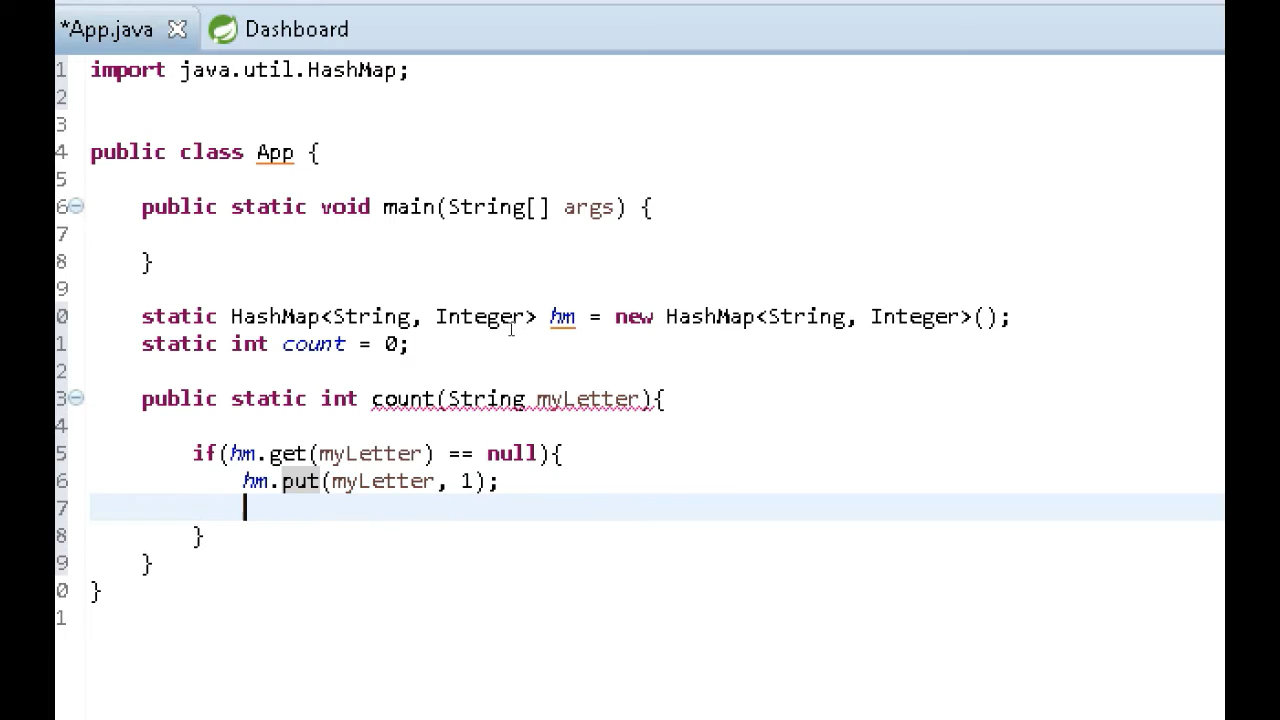 *App.java Dashboard
1 import java.util.HashMap;
2
3
4 public class App {
5
6 public static void main(String[] args) {
7
8 }
9
0 static HashMap<String, Integer> hm = new HashMap<String, Integer>();
1 static int count = 0;
2
3 public static int count(String myLetter){
4
5 if(hm.get(myLetter) == null){
6 hm.put(myLetter, 1);
7
8 }
9 }
0 }
1